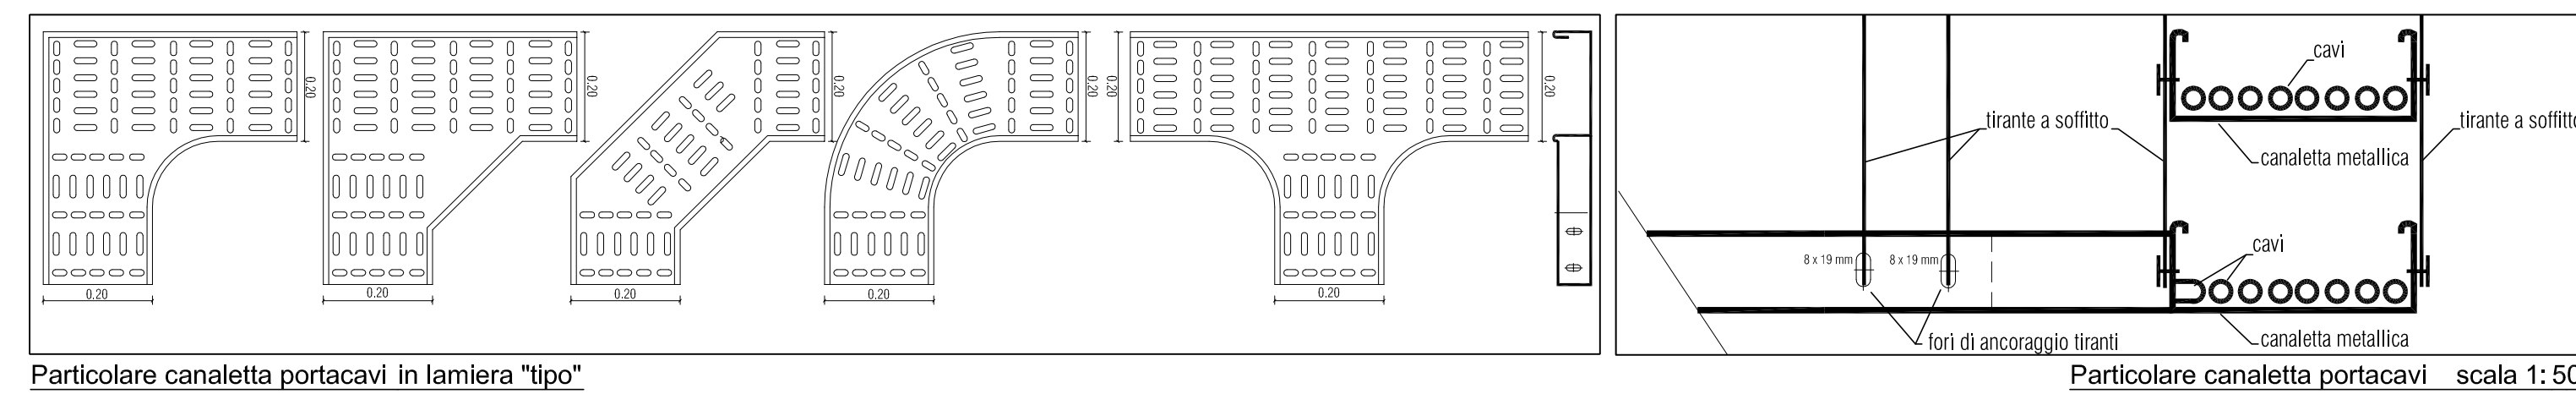 0.20
0.20
0.20
0.20
0.20
0.20
0.20
0.20
0.20
0.20
0.20
Particolare canaletta portacavi in lamiera "tipo"
cavi
tirante a soffitto
tirante a soffitto
canaletta metallica
cavi
8 x 19 mm
8 x 19 mm
fori di ancoraggio tiranti
canaletta metallica
Particolare canaletta portacavi scala 1:50